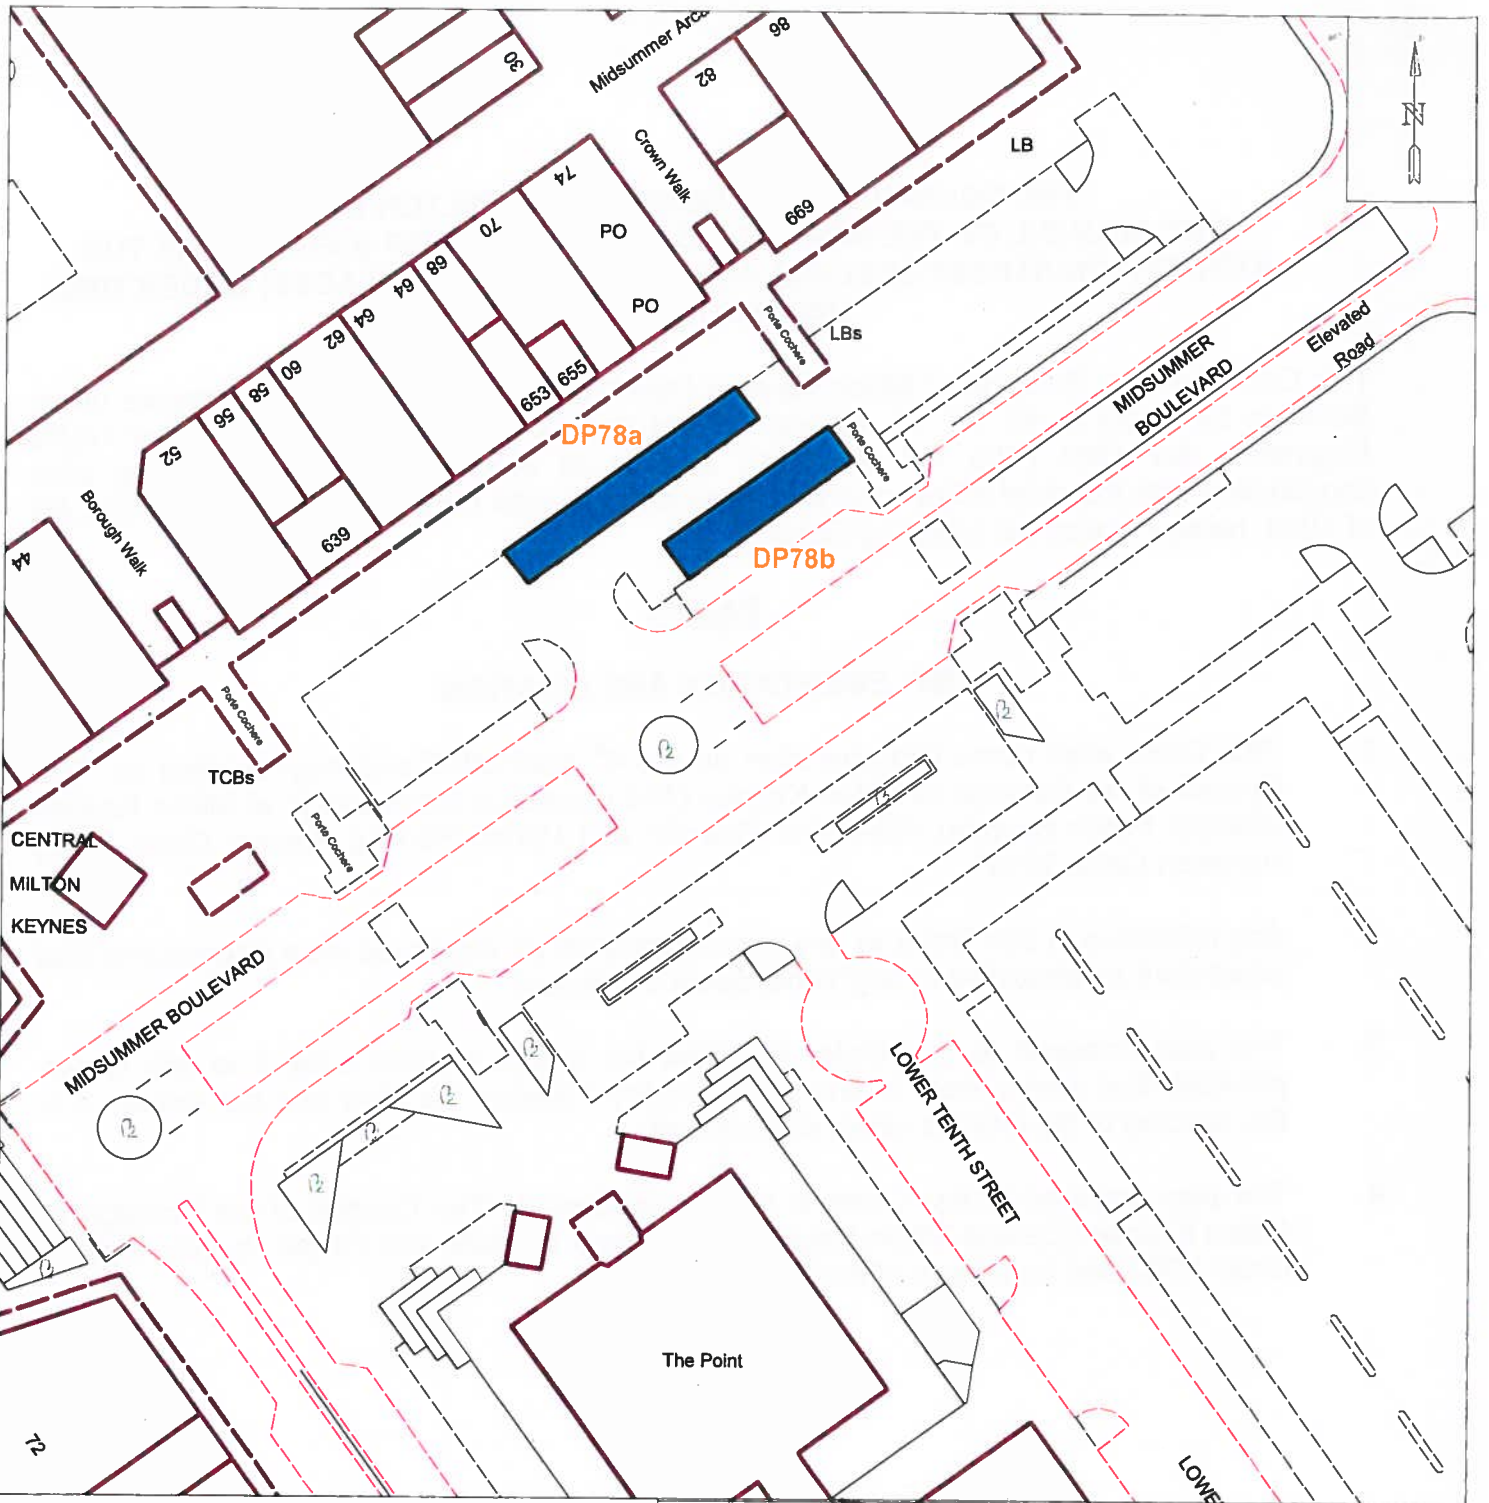 Midsummer Arca
30
86
82
N
Crown Walk
LB
74
699
70
PO
68
64
PO
64
Porte Cochere
LBs
62
60
58
56
52
Elevated
Road
MIDSUMMER
BOULEVARD
655
653
DP78a
Porte Cochere
Borough Walk
639
44
DP78b
Porte Cochere
TCBs
Porte Cochere
CENTRAL
MILTON
KEYNES
MIDSUMMER BOULEVARD
LOWER TENTH STREET
The Point
72
LOWE